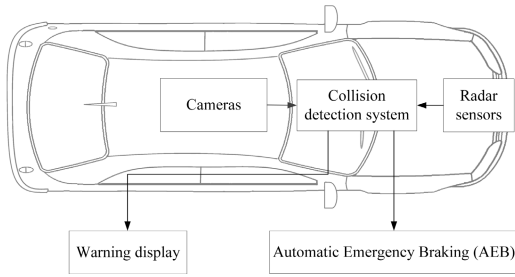 Cameras
Collision
detection system
Radar
sensors
Warning display
Automatic Emergency Braking (AEB)